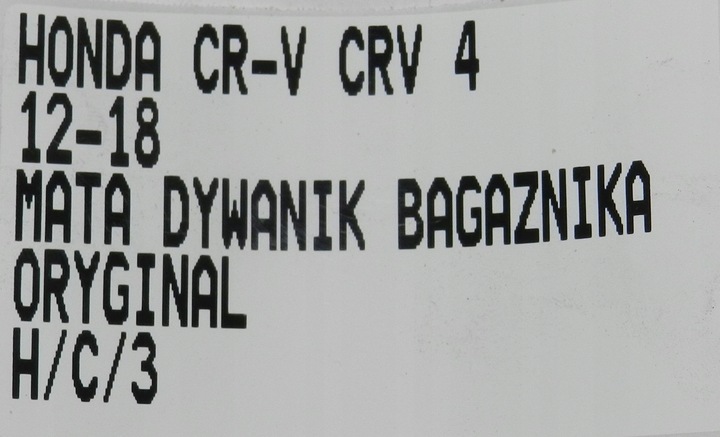 HONDA CR-V CRV 4
12-18
MATA DYWANIK BAGAZNIKA
ORYGINAL
H/C/3